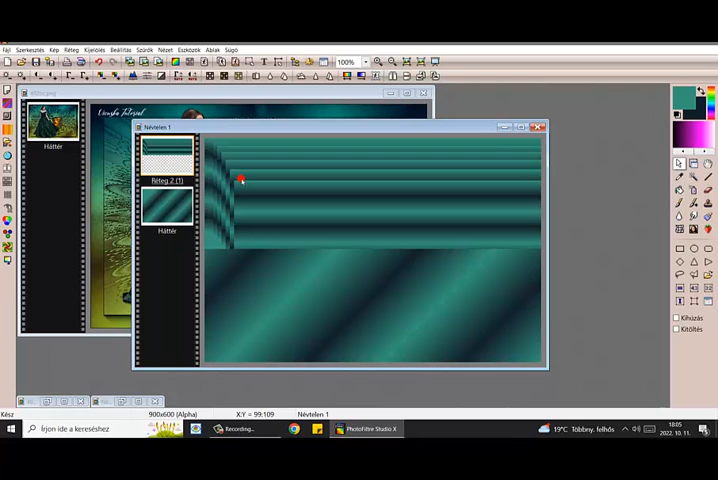 Fájl Szerkesztés Kép Réteg Kijelölés Beállítás Szűrők Nézet Eszközök Ablak Súgó
100%
Háttér
Névtelen 1
Réteg 2 (1)
Háttér
Kihúzás
Kitöltés
Kész 900x600 (Alpha) X:Y = 99:109 Névtelen 1
Írjon ide a kereséshez
Recording...
PhotoFiltre Studio X
19°C Többny. felhős
18:05
2022. 10. 11.